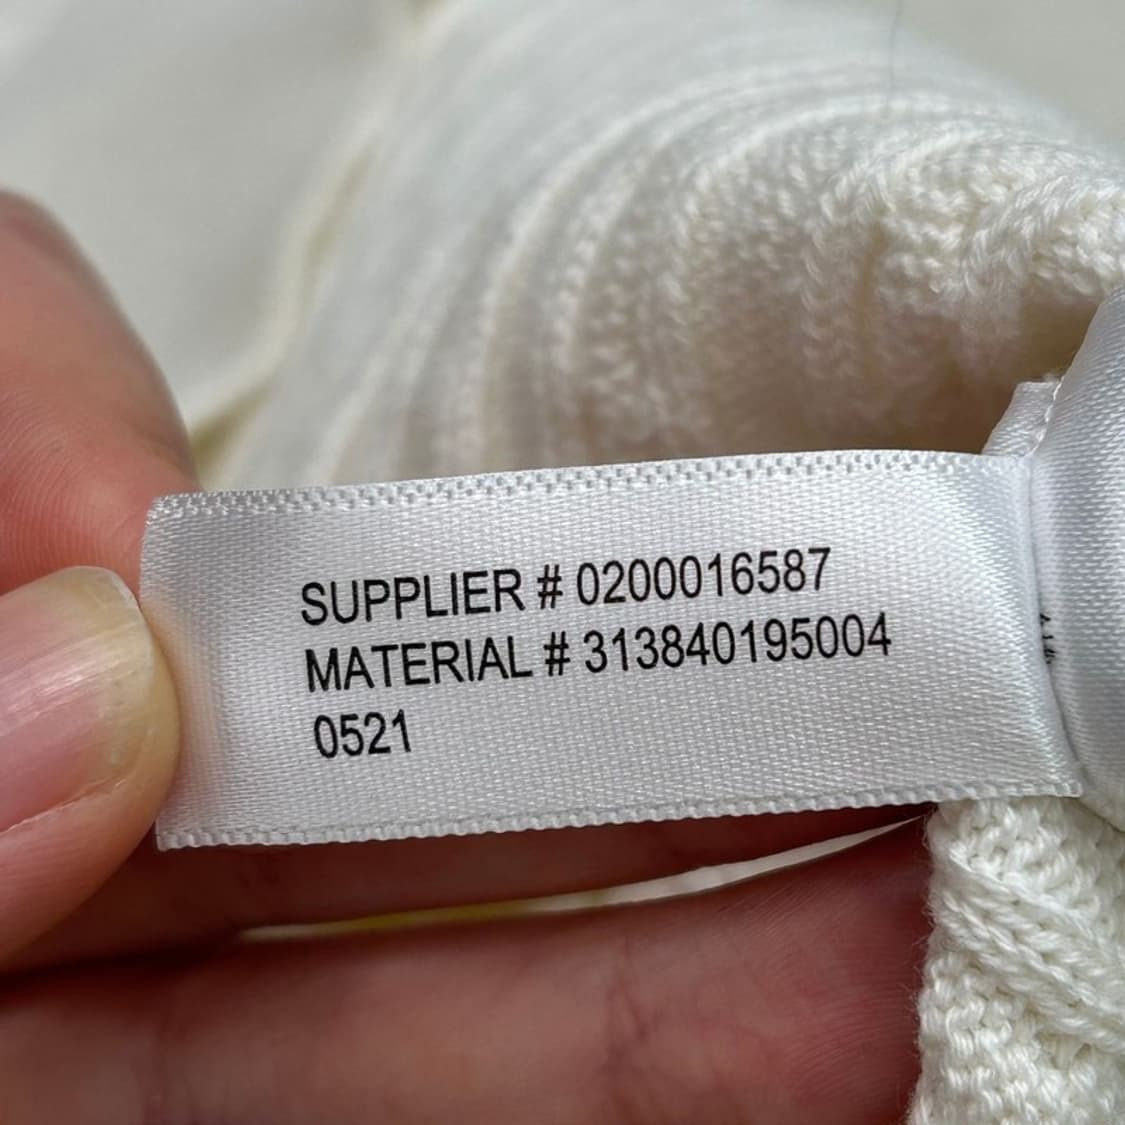 SUPPLIER # 0200016587
MATERIAL # 313840195004
0521